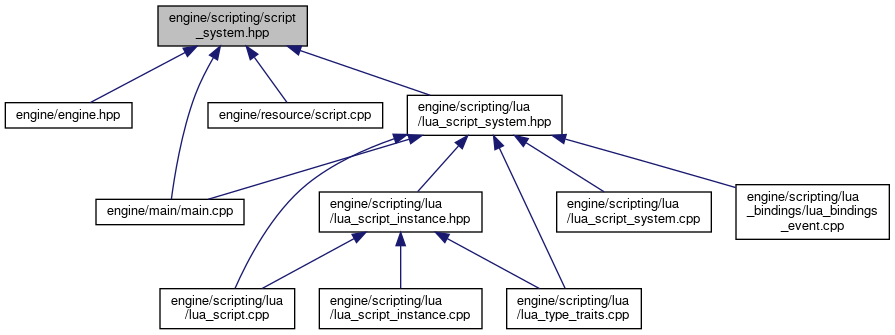 engine/scripting/script
_system.hpp
engine/engine.hpp
engine/resource/script.cpp
engine/scripting/lua
/lua_script_system.hpp
engine/main/main.cpp
engine/scripting/lua
/lua_script_instance.hpp
engine/scripting/lua
/lua_script_system.cpp
engine/scripting/lua
_bindings/lua_bindings
_event.cpp
engine/scripting/lua
/lua_script.cpp
engine/scripting/lua
/lua_script_instance.cpp
engine/scripting/lua
/lua_type_traits.cpp